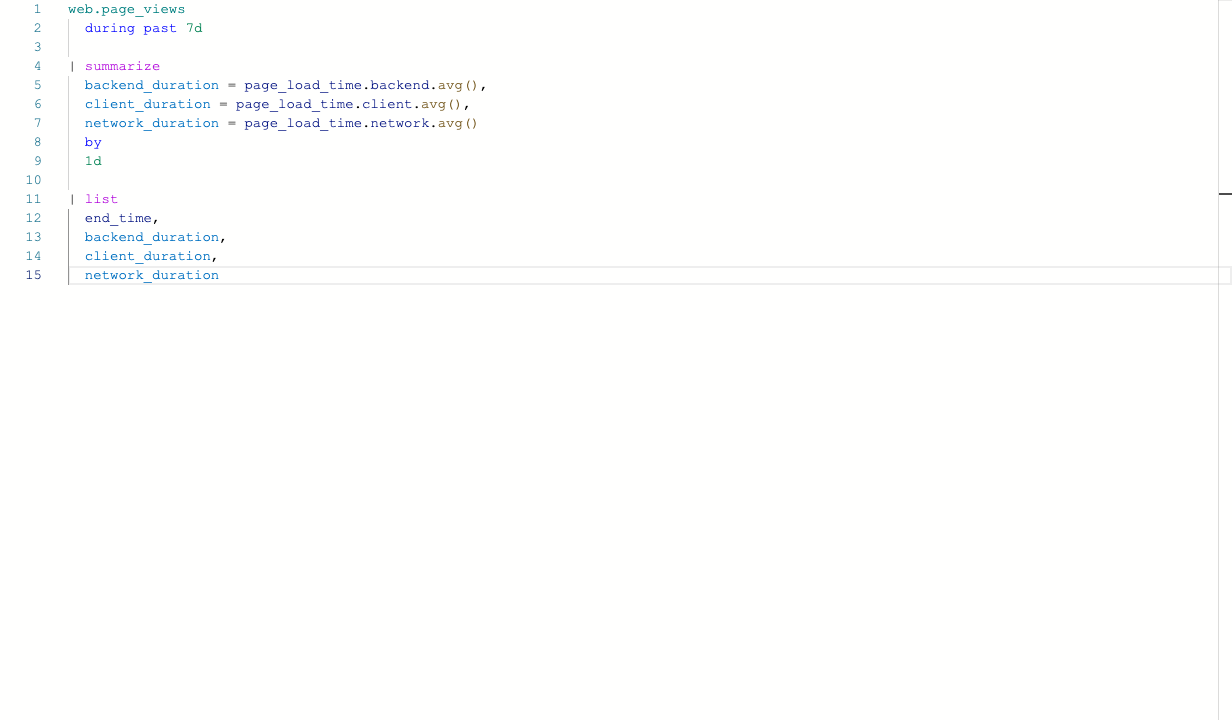 1 web.page_views
2 during past 7d
3
4 | summarize
5 backend_duration = page_load_time.backend.avg(),
6 client_duration = page_load_time.client.avg(),
7 network_duration = page_load_time.network.avg()
8 by
9 1d
10
11 | list
12 end_time,
13 backend_duration,
14 client_duration,
15 network_duration